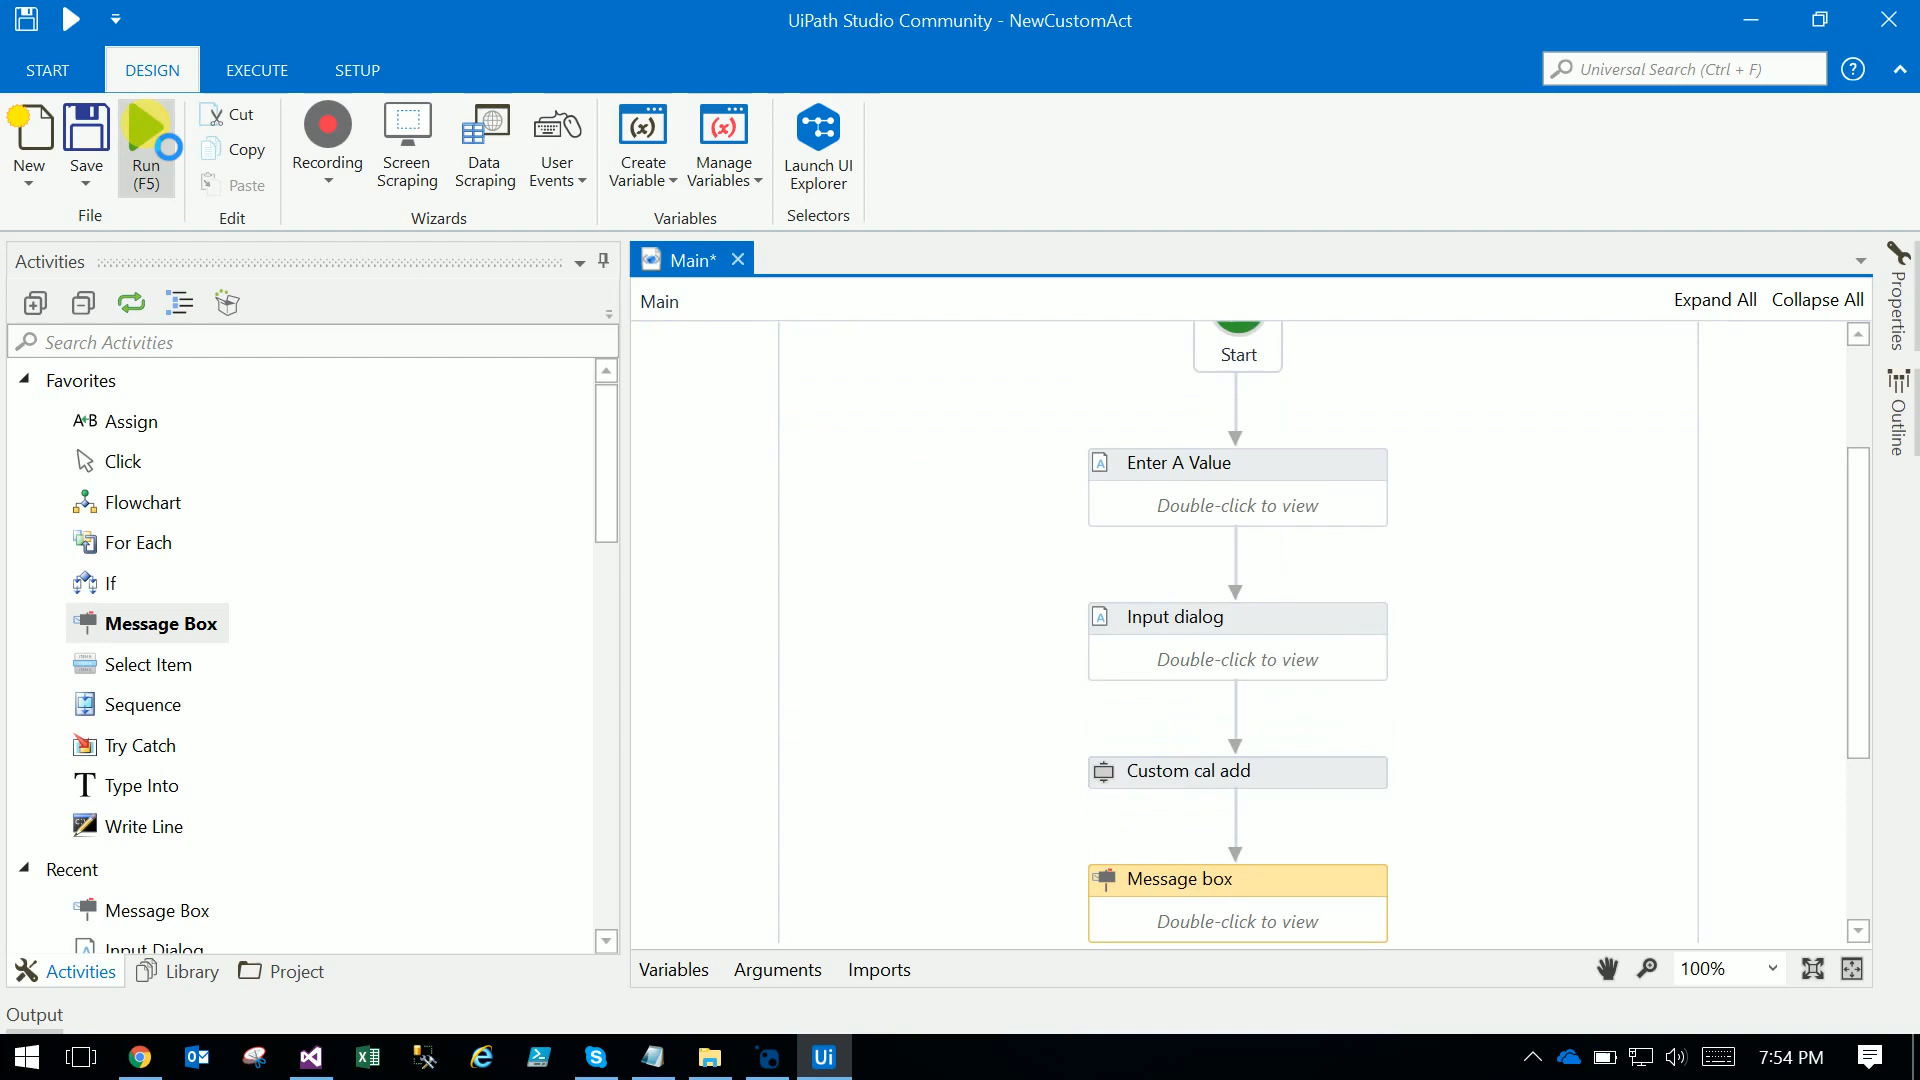 UiPath Studio Community - NewCustomAct
START
DESIGN
EXECUTE
SETUP
Universal Search (Ctrl + F)
New
Save
Run
(F5)
Cut
Copy
Paste
Recording
Screen
Scraping
Data
Scraping
User
Events
Create
Variable
Manage
Variables
Launch UI
Explorer
File
Edit
Wizards
Variables
Selectors
Activities
Search Activities
Favorites
A+B Assign
Click
Flowchart
For Each
If
Message Box
Select Item
Sequence
Try Catch
Type Into
Write Line
Recent
Message Box
Input Dialog
Activities
Library
Project
Output
Main*
Main
Expand All
Collapse All
Start
Enter A Value
Double-click to view
Input dialog
Double-click to view
Custom cal add
Message box
Double-click to view
Variables
Arguments
Imports
100%
Properties
Outline
Ui
7:54 PM